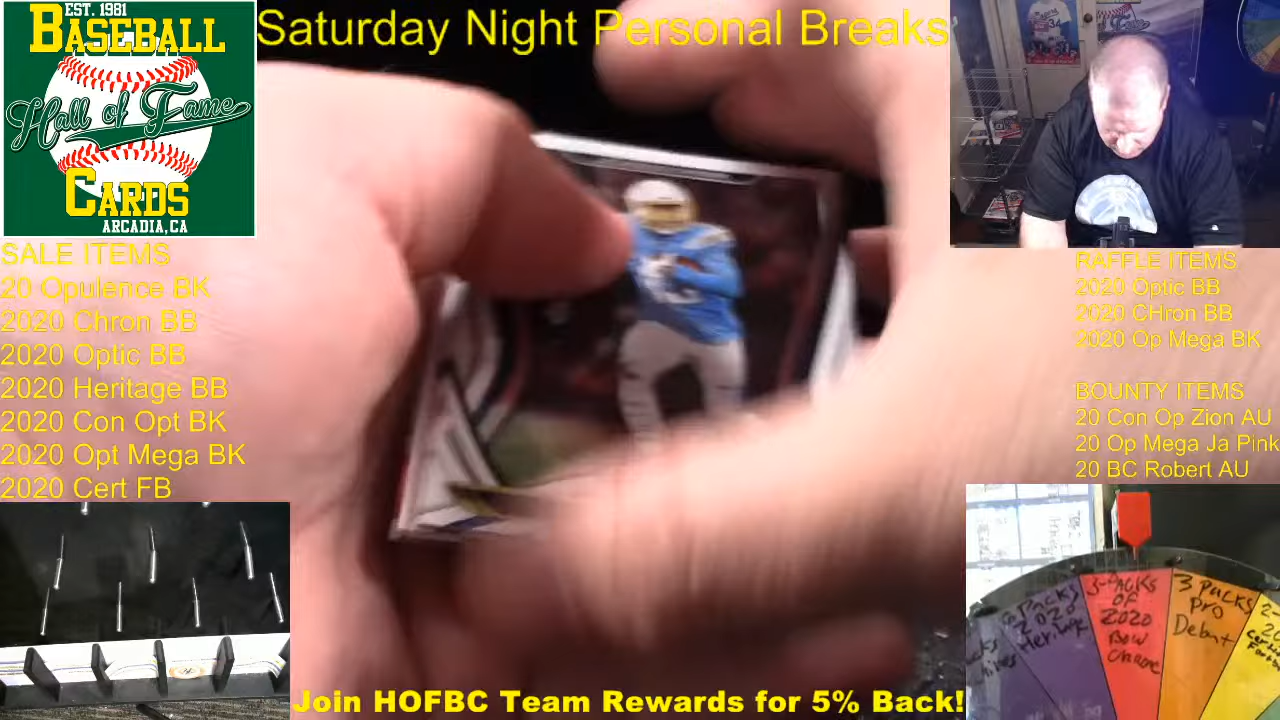 EST. 1981
BASEBALL
Hall of Fame
CARDS
ARCADIA,CA
Saturday Night Personal Breaks
SALE ITEMS
20 Opulence BK
2020 Chron BB
2020 Optic BB
2020 Heritage BB
2020 Con Opt BK
2020 Opt Mega BK
2020 Cert FB
34
RAFFLE ITEMS
2020 Optic BB
2020 CHron BB
2020 Op Mega BK
BOUNTY ITEMS
20 Con Op Zion AU
20 Op Mega Ja Pink
20 BC Robert AU
Packs
2020
Heritage
3-PACKS
OF
2020
BOW
CHROME
3 PACKS
PRO
Debut
Join HOFBC Team Rewards for 5% Back!